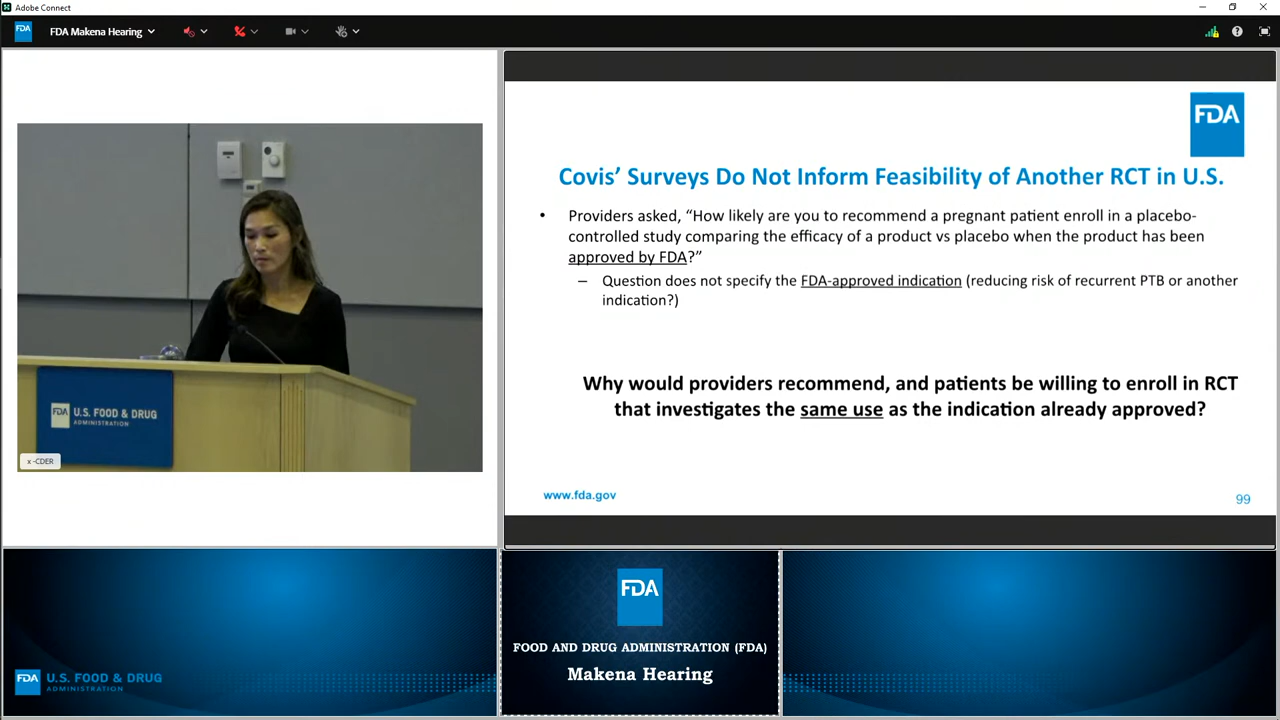 Adobe Connect
FDA
FDA Makena Hearing
FDA
U.S. FOOD & DRUG
ADMINISTRATION
x -CDER
FDA
Covis’ Surveys Do Not Inform Feasibility of Another RCT in U.S.
• Providers asked, “How likely are you to recommend a pregnant patient enroll in a placebo-
controlled study comparing the efficacy of a product vs placebo when the product has been
approved by FDA?”
– Question does not specify the FDA-approved indication (reducing risk of recurrent PTB or another
indication?)
Why would providers recommend, and patients be willing to enroll in RCT
that investigates the same use as the indication already approved?
www.fda.gov
99
FDA
U.S. FOOD & DRUG
ADMINISTRATION
FDA
FOOD AND DRUG ADMINISTRATION (FDA)
Makena Hearing